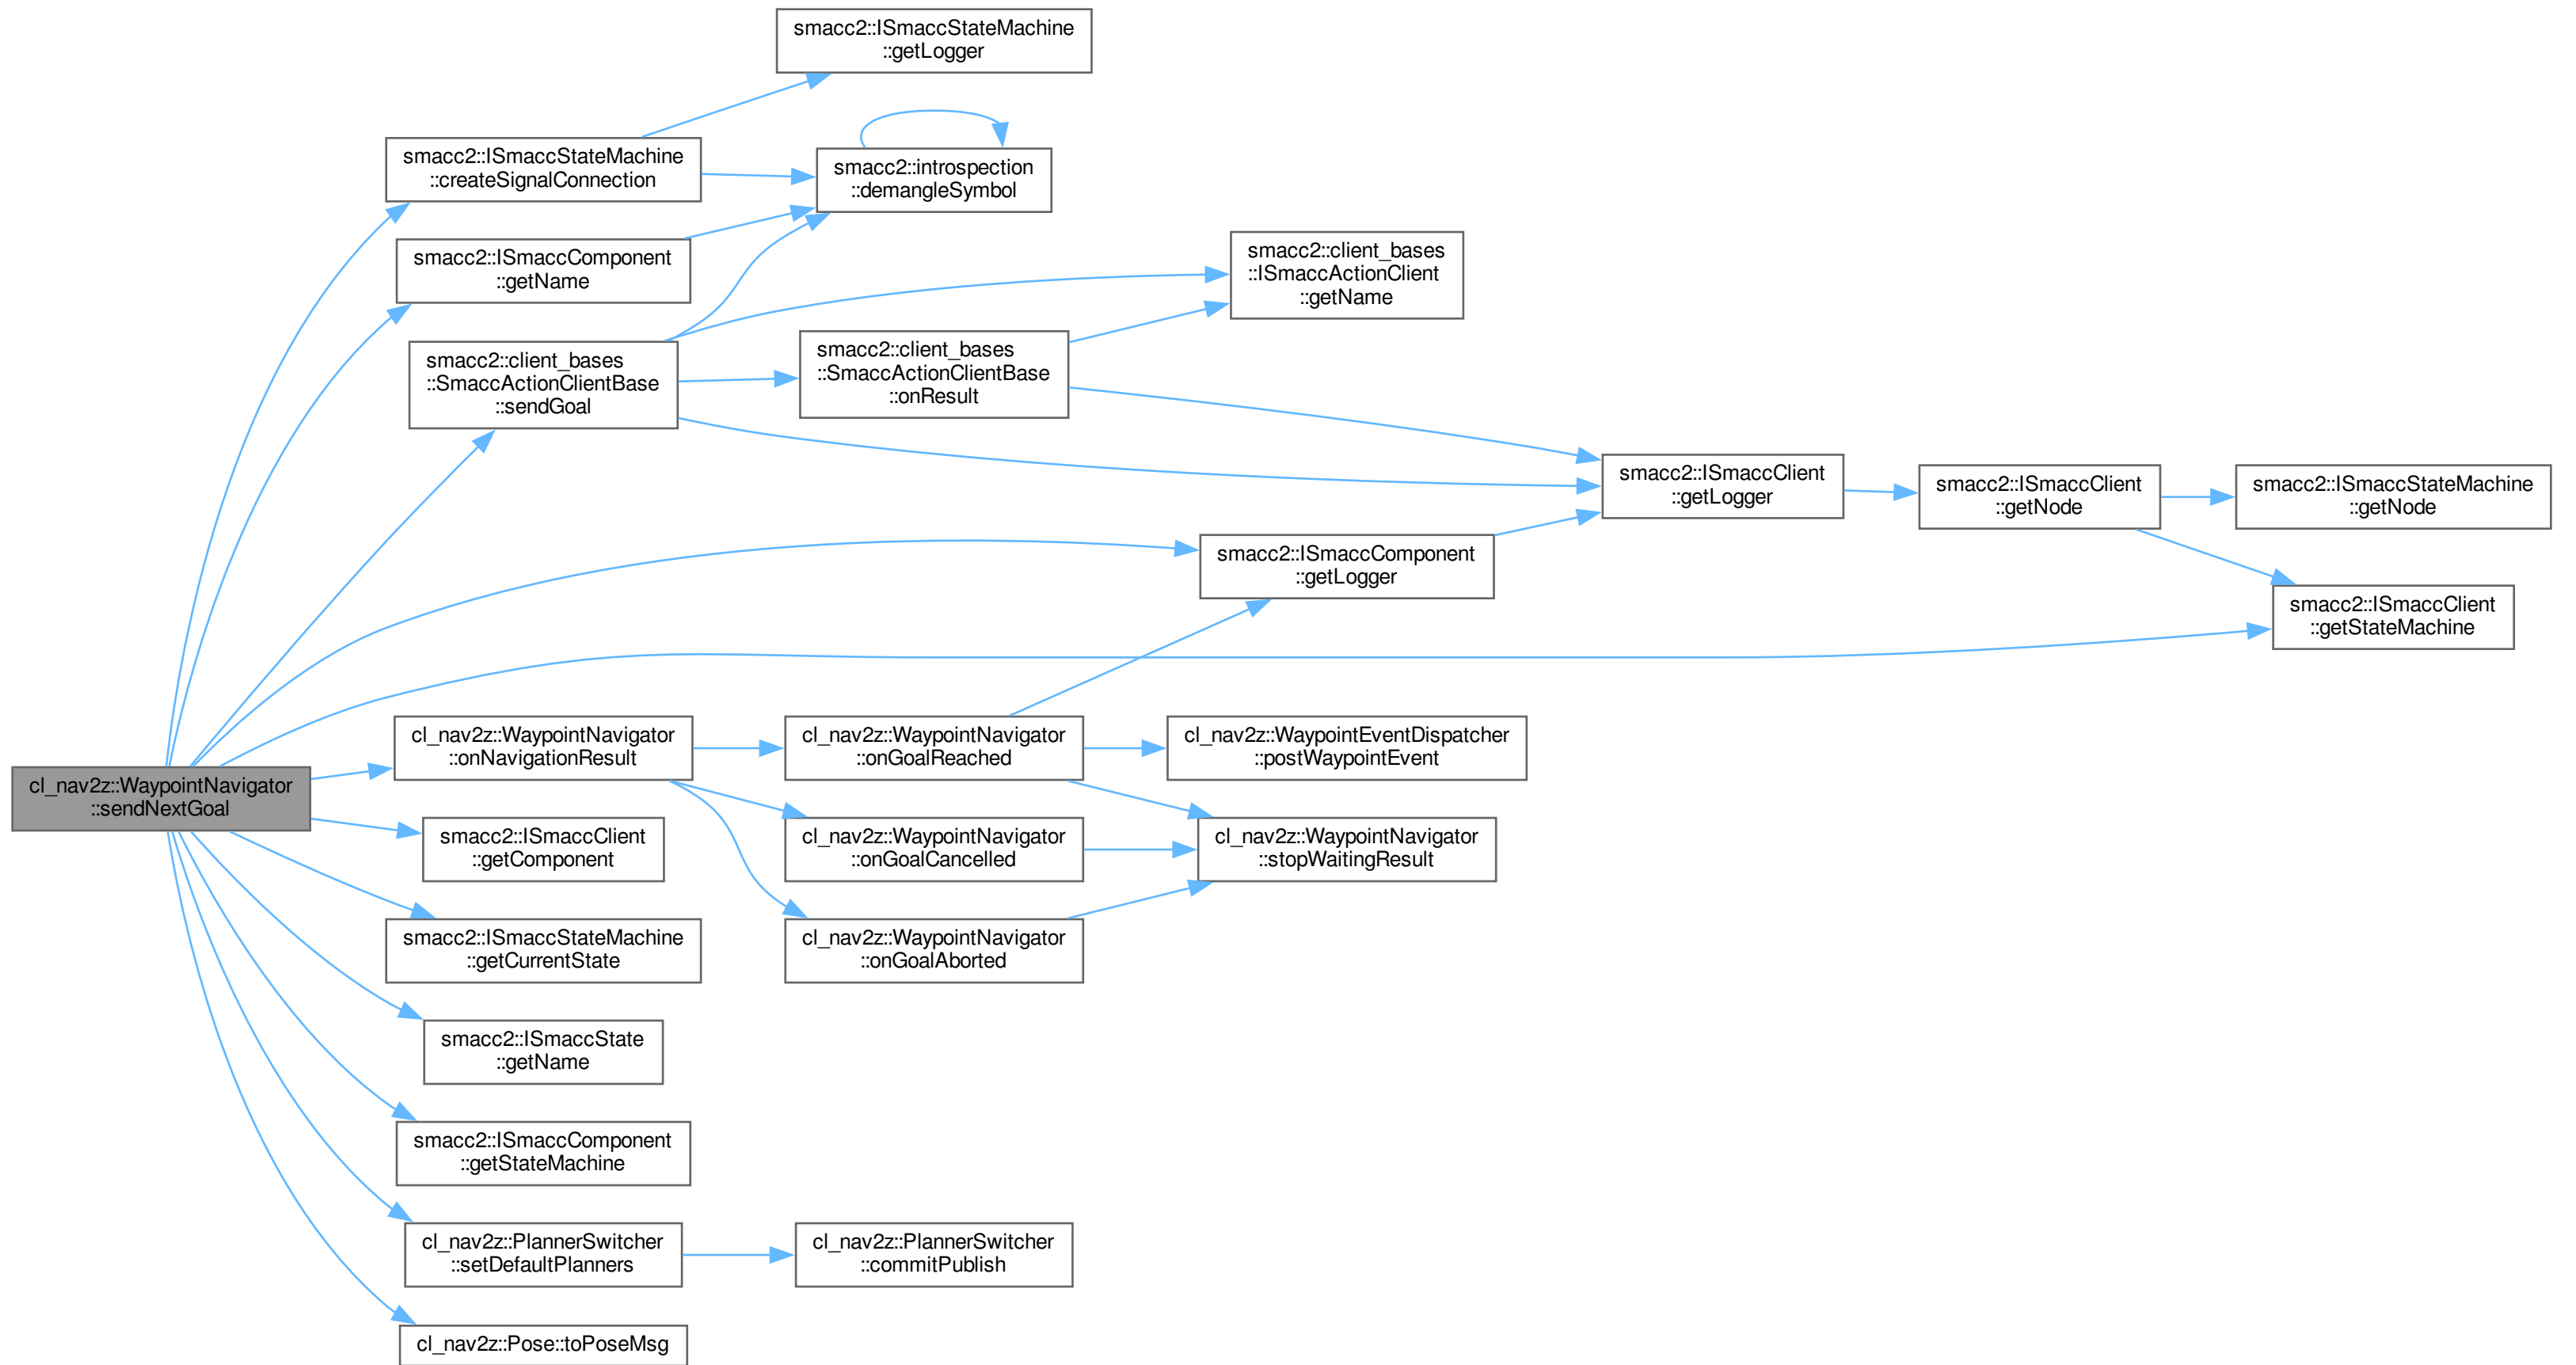 smacc2::ISmaccStateMachine
::getLogger
smacc2::ISmaccStateMachine
::createSignalConnection
smacc2::introspection
::demangleSymbol
smacc2::ISmaccComponent
::getName
smacc2::client_bases
::ISmaccActionClient
::getName
smacc2::client_bases
::SmaccActionClientBase
::sendGoal
smacc2::client_bases
::SmaccActionClientBase
::onResult
smacc2::ISmaccClient
::getLogger
smacc2::ISmaccClient
::getNode
smacc2::ISmaccStateMachine
::getNode
smacc2::ISmaccComponent
::getLogger
smacc2::ISmaccClient
::getStateMachine
cl_nav2z::WaypointNavigator
::sendNextGoal
cl_nav2z::WaypointNavigator
::onNavigationResult
cl_nav2z::WaypointNavigator
::onGoalReached
cl_nav2z::WaypointEventDispatcher
::postWaypointEvent
smacc2::ISmaccClient
::getComponent
cl_nav2z::WaypointNavigator
::onGoalCancelled
cl_nav2z::WaypointNavigator
::stopWaitingResult
smacc2::ISmaccStateMachine
::getCurrentState
cl_nav2z::WaypointNavigator
::onGoalAborted
smacc2::ISmaccState
::getName
smacc2::ISmaccComponent
::getStateMachine
cl_nav2z::PlannerSwitcher
::setDefaultPlanners
cl_nav2z::PlannerSwitcher
::commitPublish
cl_nav2z::Pose::toPoseMsg